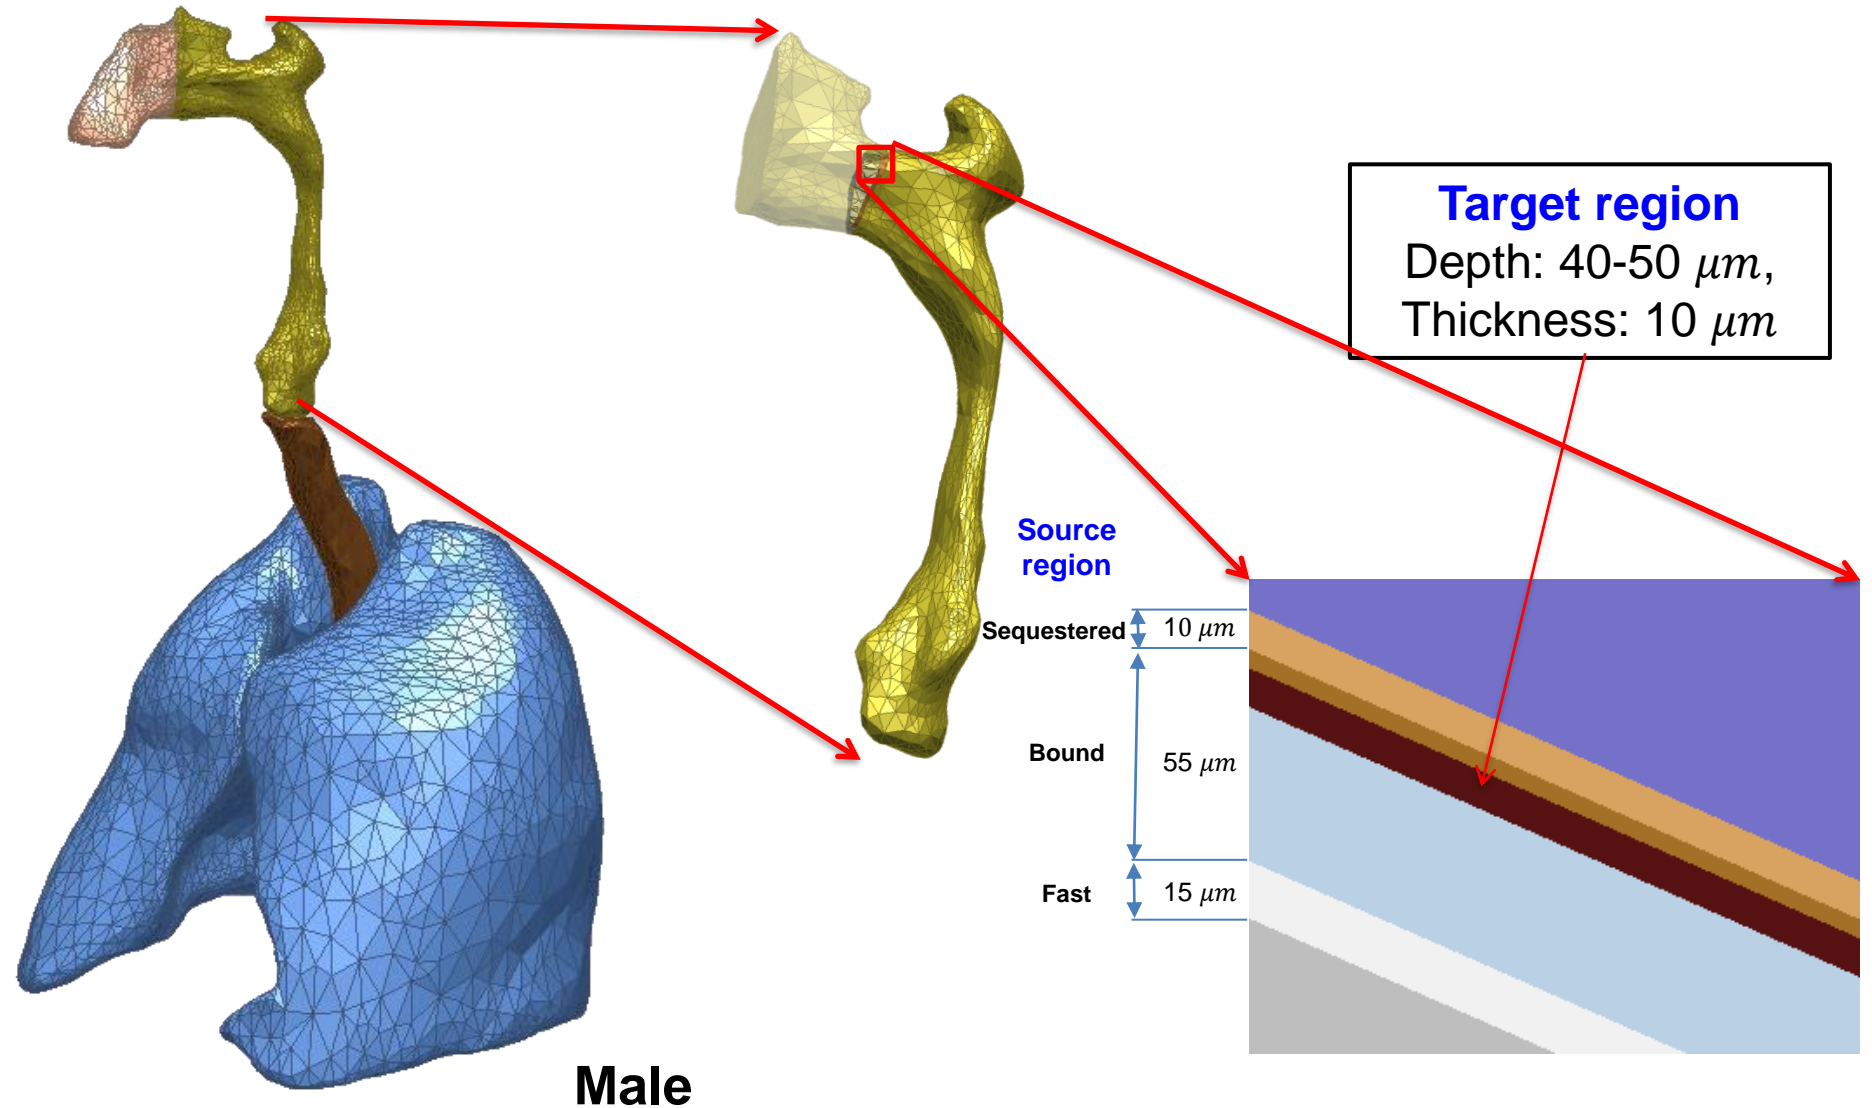 Target region
Depth: 40-50 μm,
Thickness: 10 μm
Source
region
Sequestered 10 μm
Bound 55 μm
Fast 15 μm
Male